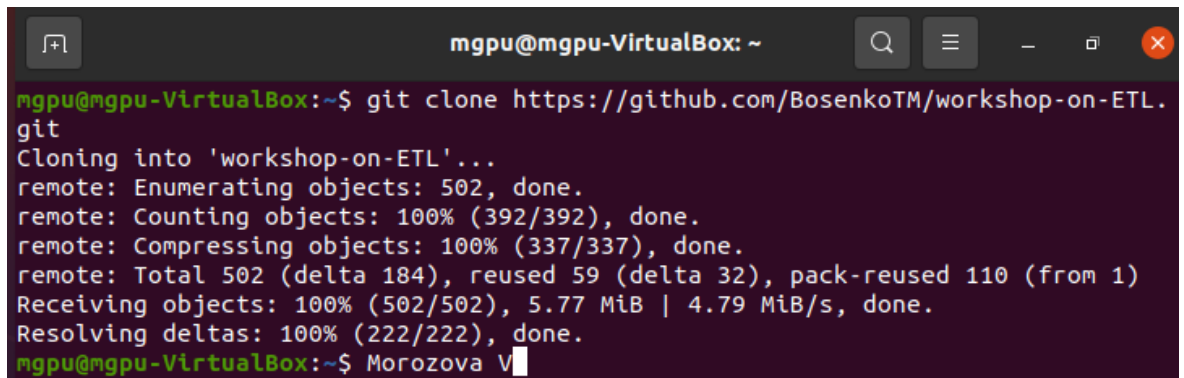 mgpu@mgpu-VirtualBox: ~
mgpu@mgpu-VirtualBox:~$ git clone https://github.com/BosenkoTM/workshop-on-ETL.
git
Cloning into 'workshop-on-ETL'...
remote: Enumerating objects: 502, done.
remote: Counting objects: 100% (392/392), done.
remote: Compressing objects: 100% (337/337), done.
remote: Total 502 (delta 184), reused 59 (delta 32), pack-reused 110 (from 1)
Receiving objects: 100% (502/502), 5.77 MiB | 4.79 MiB/s, done.
Resolving deltas: 100% (222/222), done.
mgpu@mgpu-VirtualBox:~$ Morozova V